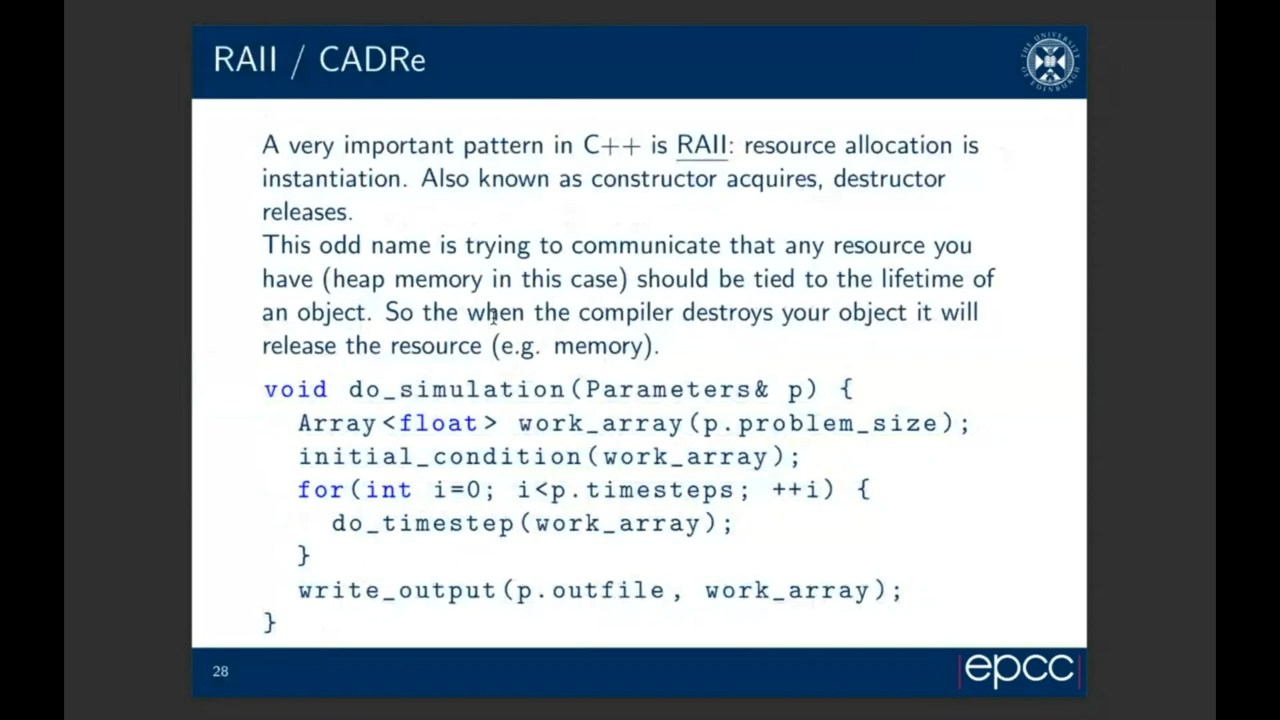 RAII / CADRe
THE UNIVERSITY OF EDINBURGH
A very important pattern in C++ is RAII: resource allocation is
instantiation. Also known as constructor acquires, destructor
releases.
This odd name is trying to communicate that any resource you
have (heap memory in this case) should be tied to the lifetime of
an object. So the when the compiler destroys your object it will
release the resource (e.g. memory).
void do_simulation(Parameters& p) {
  Array<float> work_array(p.problem_size);
  initial_condition(work_array);
  for(int i=0; i<p.timesteps; ++i) {
    do_timestep(work_array);
  }
  write_output(p.outfile, work_array);
}
28
epcc